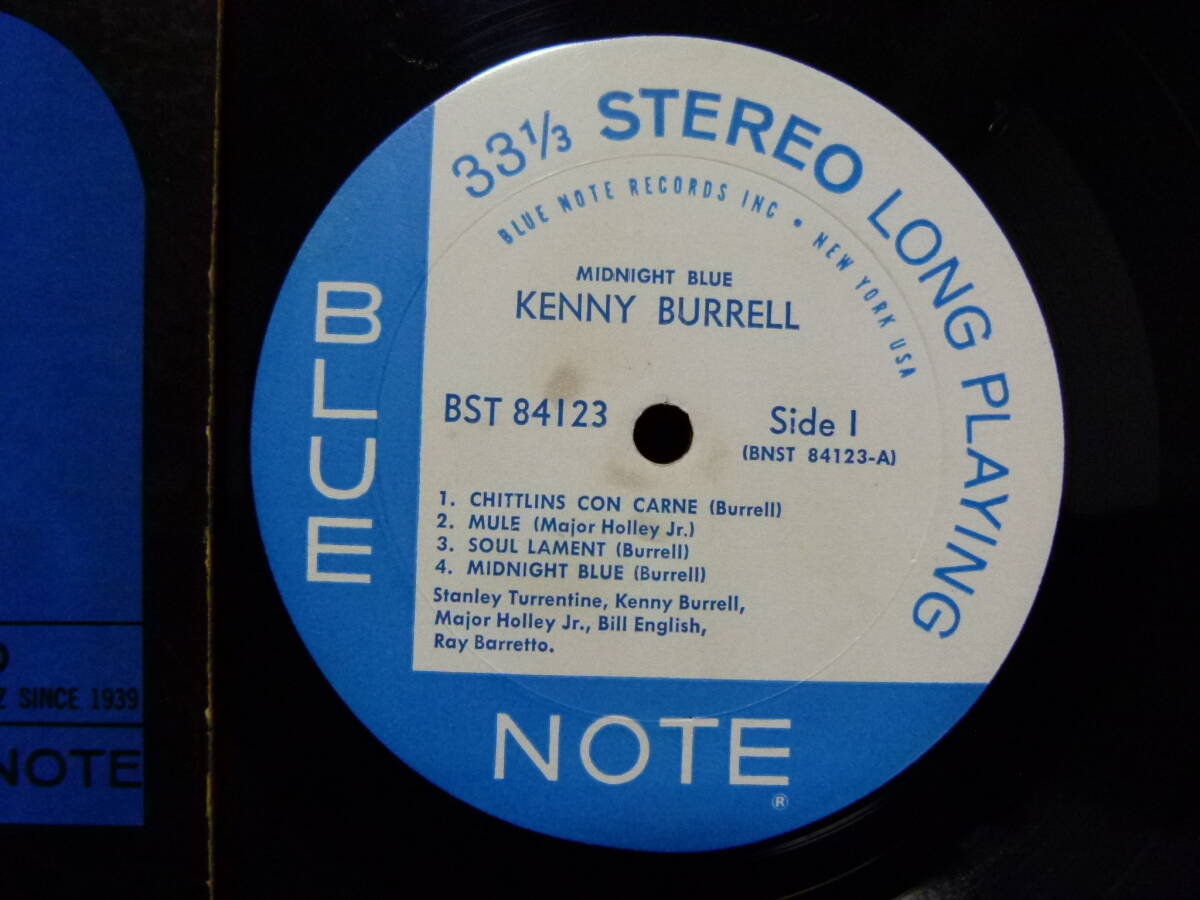 33⅓ STEREO LONG PLAYING
BLUE NOTE RECORDS INC • NEW YORK USA
MIDNIGHT BLUE
KENNY BURRELL
BST 84123
Side 1
(BNST 84123-A)
1. CHITTLINS CON CARNE (Burrell)
2. MULE (Major Holley Jr.)
3. SOUL LAMENT (Burrell)
4. MIDNIGHT BLUE (Burrell)
Stanley Turrentine, Kenny Burrell,
Major Holley Jr., Bill English,
Ray Barretto.
BLUE
NOTE
®
SINCE 1939
NOTE